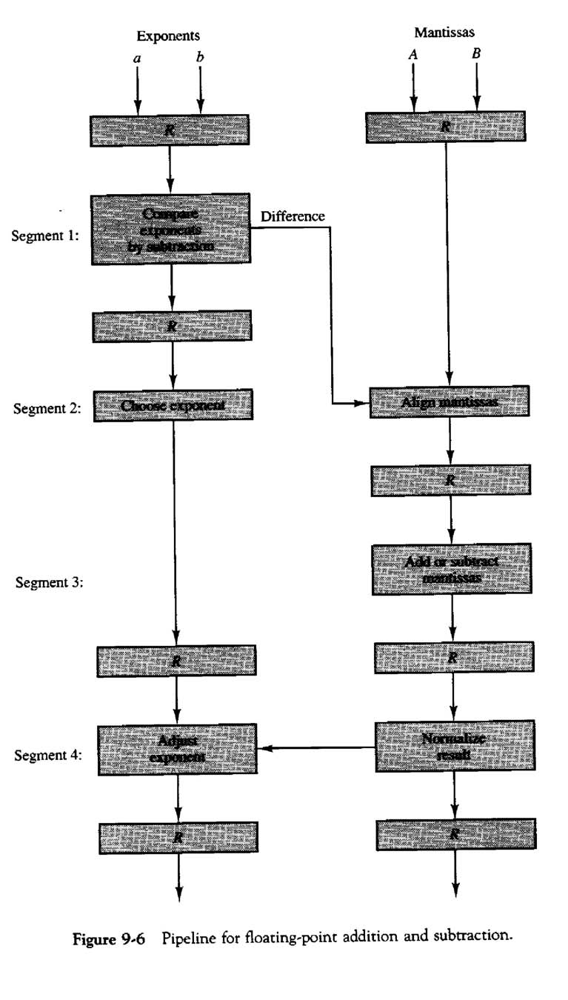 Exponents
a b
Mantissas
A B
R
R
Segment 1:
Compare
exponents
by subtraction
Difference
R
Segment 2:
Choose exponent
Align mantissas
R
Segment 3:
Add or subtract
mantissas
R
R
Segment 4:
Adjust
exponent
Normalize
result
R
R
Figure 9-6 Pipeline for floating-point addition and subtraction.